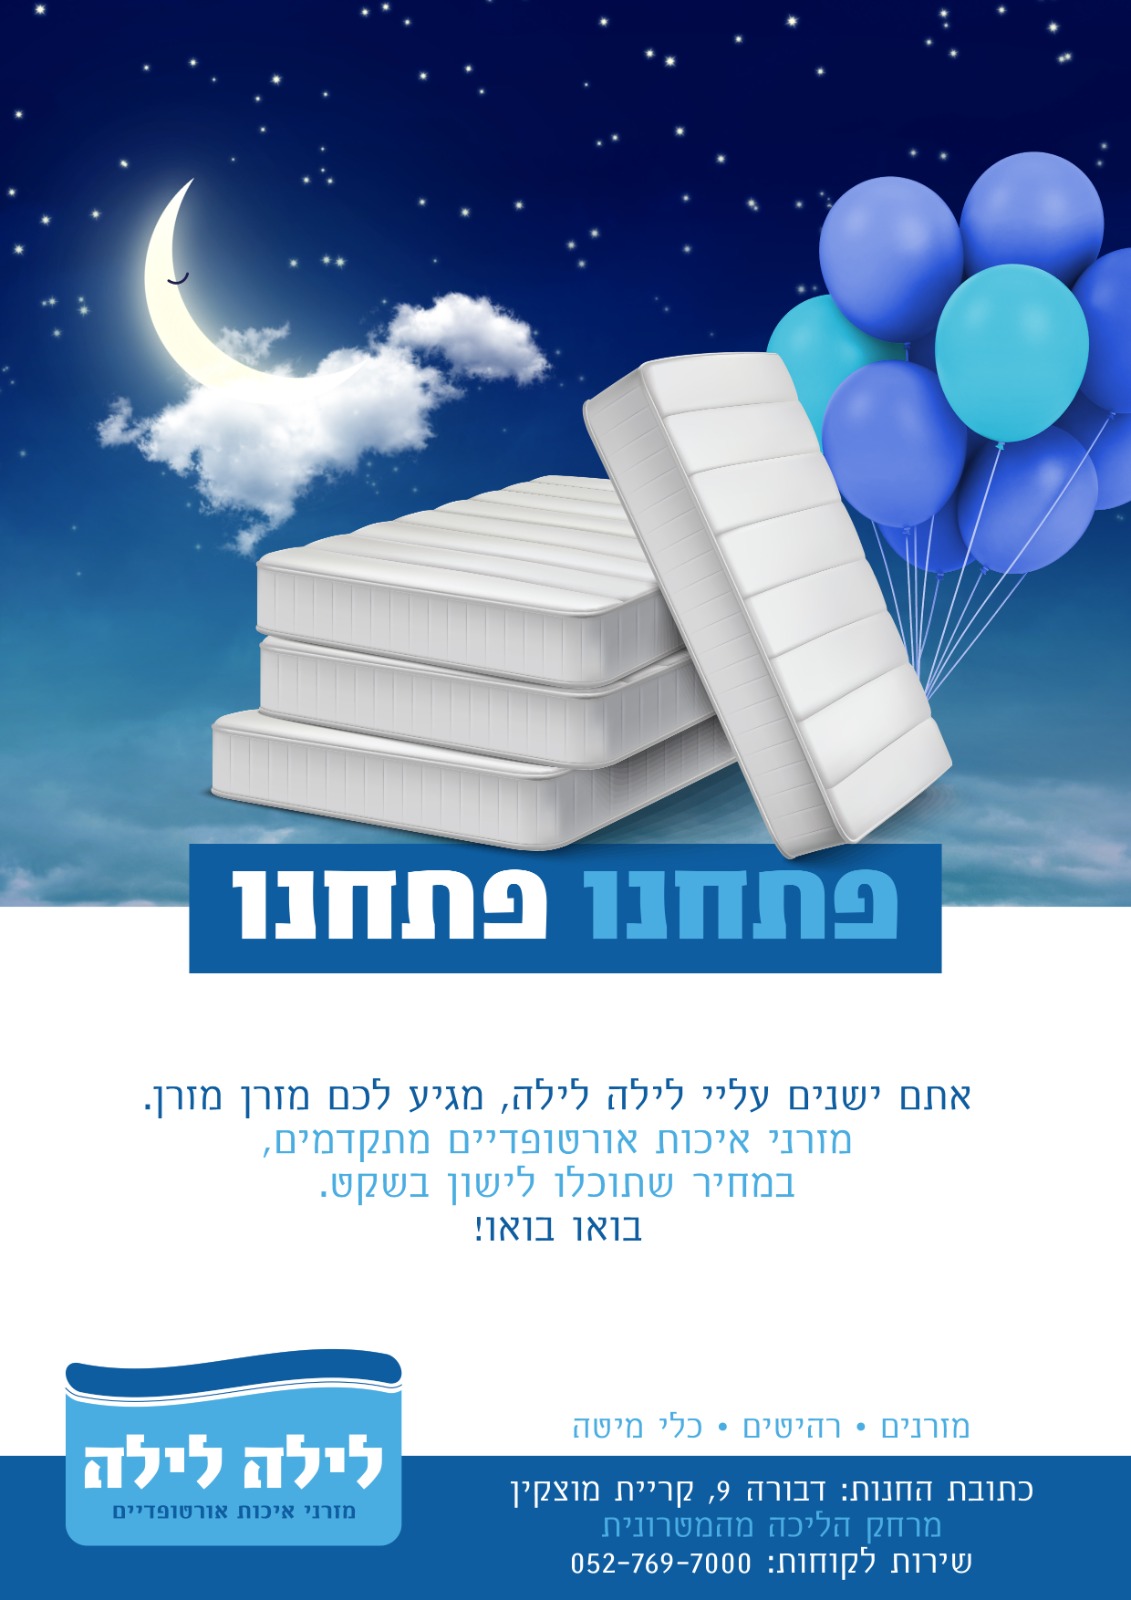 פתחנו פתחנו
אתם ישנים עליי לילה לילה, מגיע לכם מזרן מזרן.
מזרני איכות אורטופדיים מתקדמים,
במחיר שתוכלו לישון בשקט.
בואו בואו!
לילה לילה
מזרני איכות אורטופדיים
מזרנים • רהיטים • כלי מיטה
כתובת החנות: דבורה 9, קריית מוצקין
מרחק הליכה מהמטרונית
שירות לקוחות: 052-769-7000